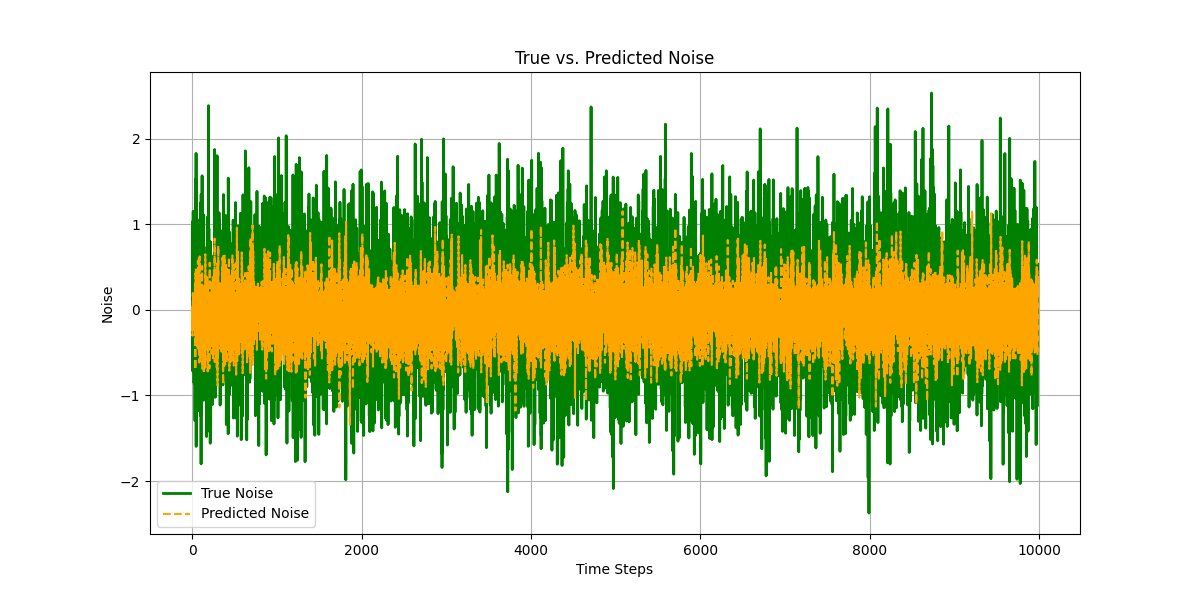 True vs. Predicted Noise
2
1
0
−1
−2
Noise
True Noise
Predicted Noise
0 2000 4000 6000 8000 10000
Time Steps